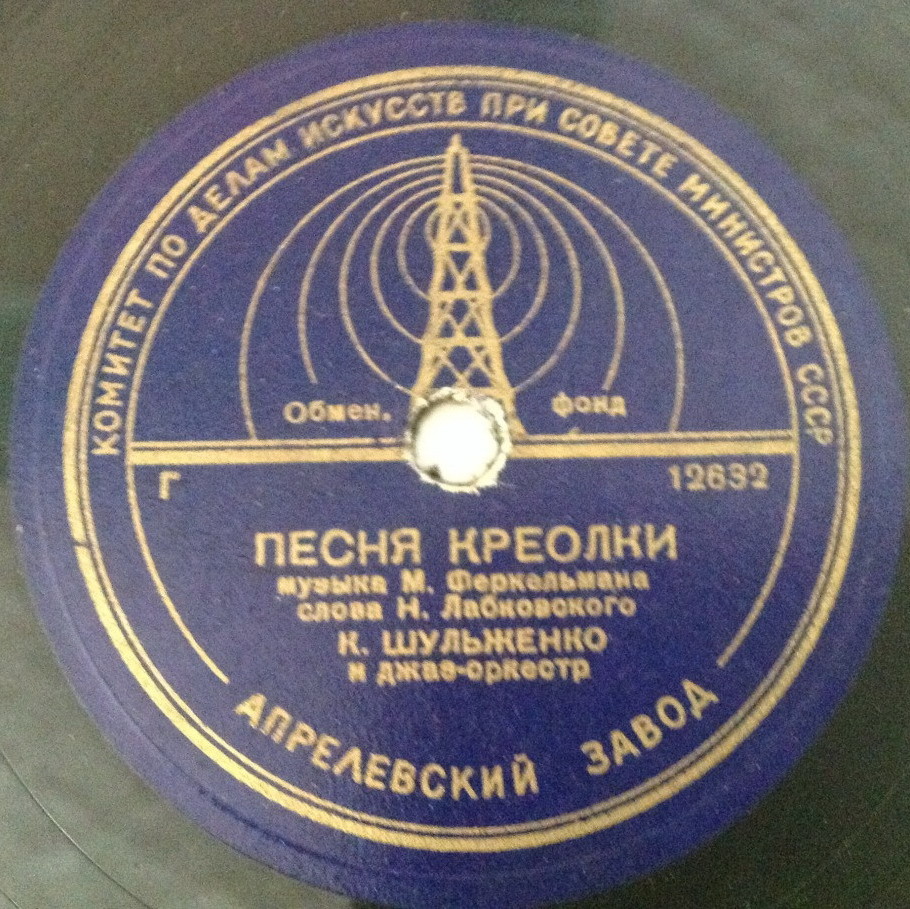 КОМИТЕТ ПО ДЕЛАМ ИСКУССТВ ПРИ СОВЕТЕ МИНИСТРОВ СССР
Обмен. фонд
Г 12632
ПЕСНЯ КРЕОЛКИ
музыка М. Феркельмана
слова Н. Лабковского
К. ШУЛЬЖЕНКО
и джаз-оркестр
АПРЕЛЕВСКИЙ ЗАВОД